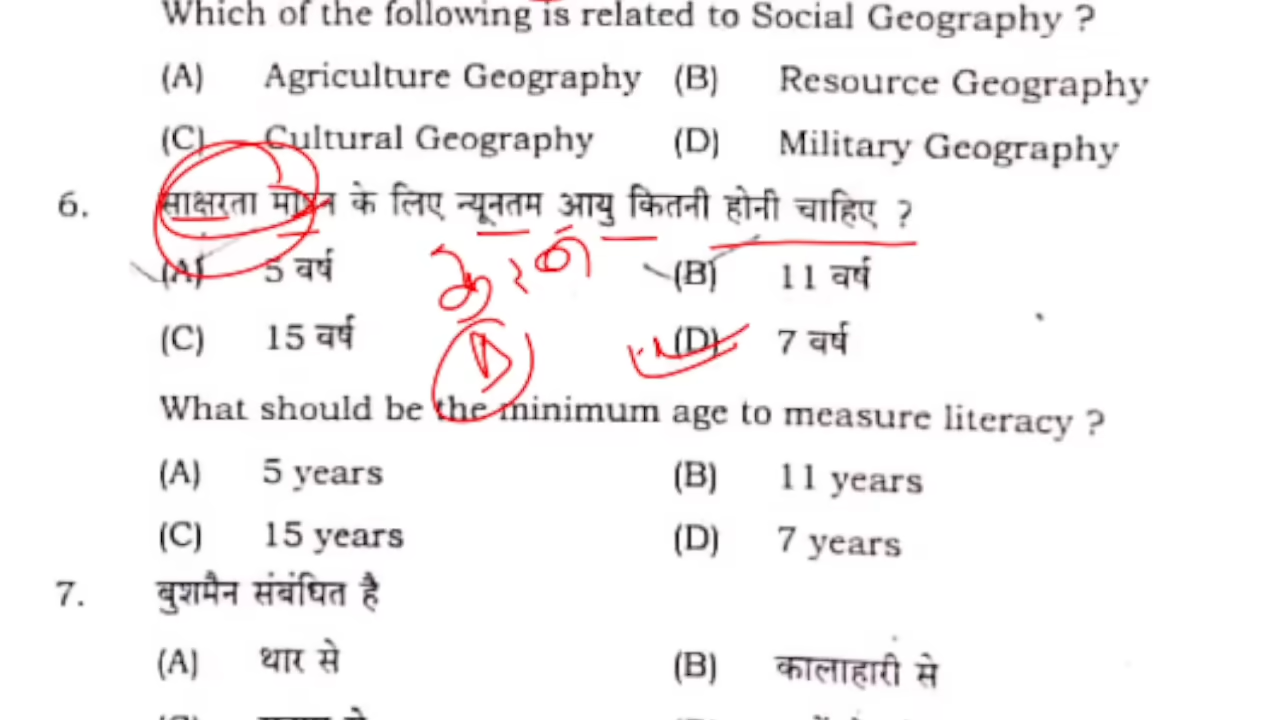 Which of the following is related to Social Geography ?
(A) Agriculture Geography (B) Resource Geography
(C) Cultural Geography (D) Military Geography
6. साक्षरता मापन के लिए न्यूनतम आयु कितनी होनी चाहिए ?
(A) 5 वर्ष (B) 11 वर्ष
(C) 15 वर्ष (D) 7 वर्ष
D
What should be the minimum age to measure literacy ?
(A) 5 years (B) 11 years
(C) 15 years (D) 7 years
7. बुशमैन संबंधित है
(A) थार से (B) कालाहारी से